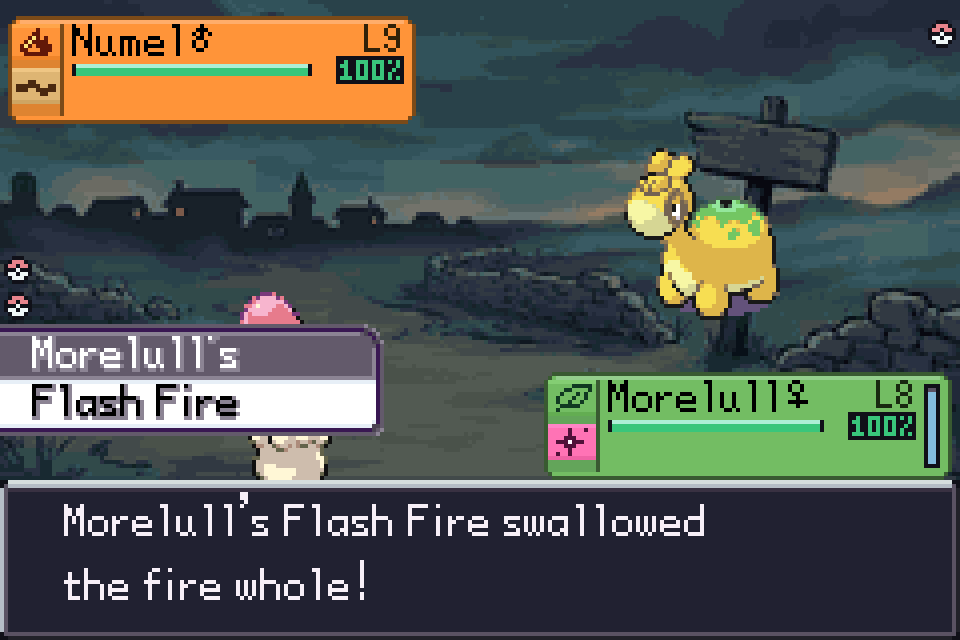 Numel♂ L9
100%
Morelull's
Flash Fire
Morelull♀ L8
100%
Morelull's Flash Fire swallowed
the fire whole!